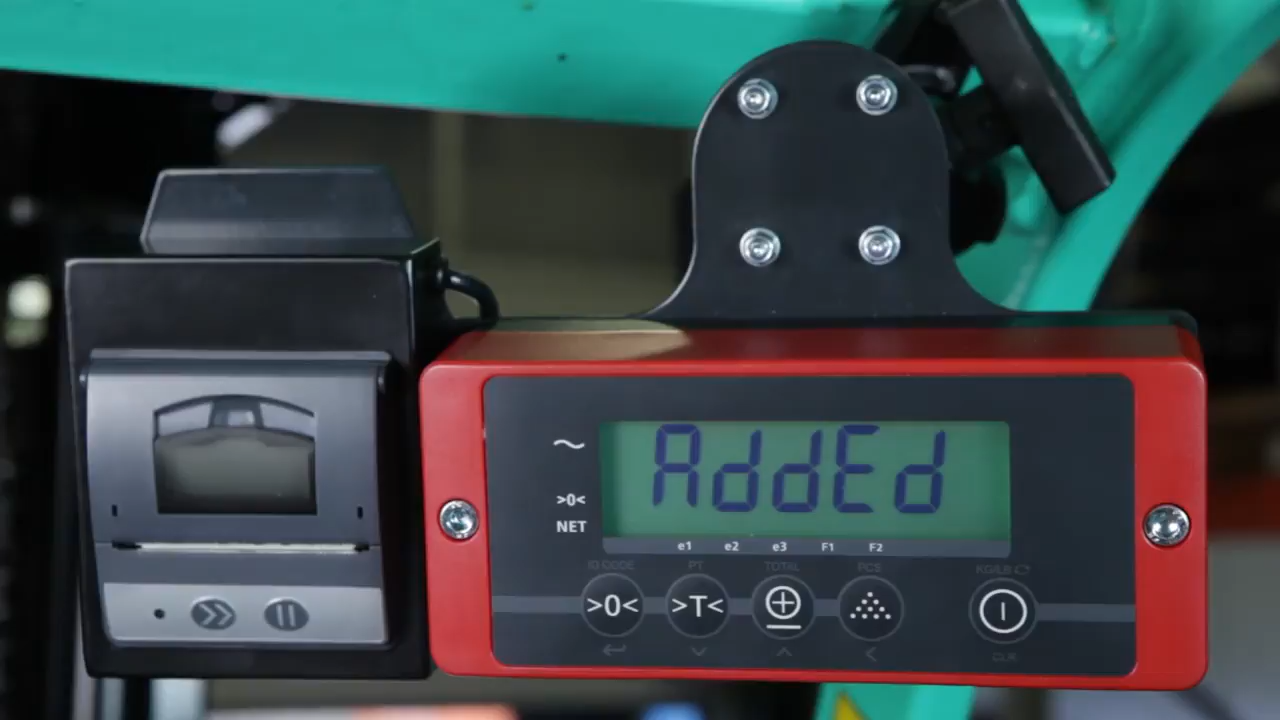 AddEd
>0<
NET
e1 e2 e3 F1 F2
ID CODE PT TOTAL PCS KG/LB
>0< >T<
CLR